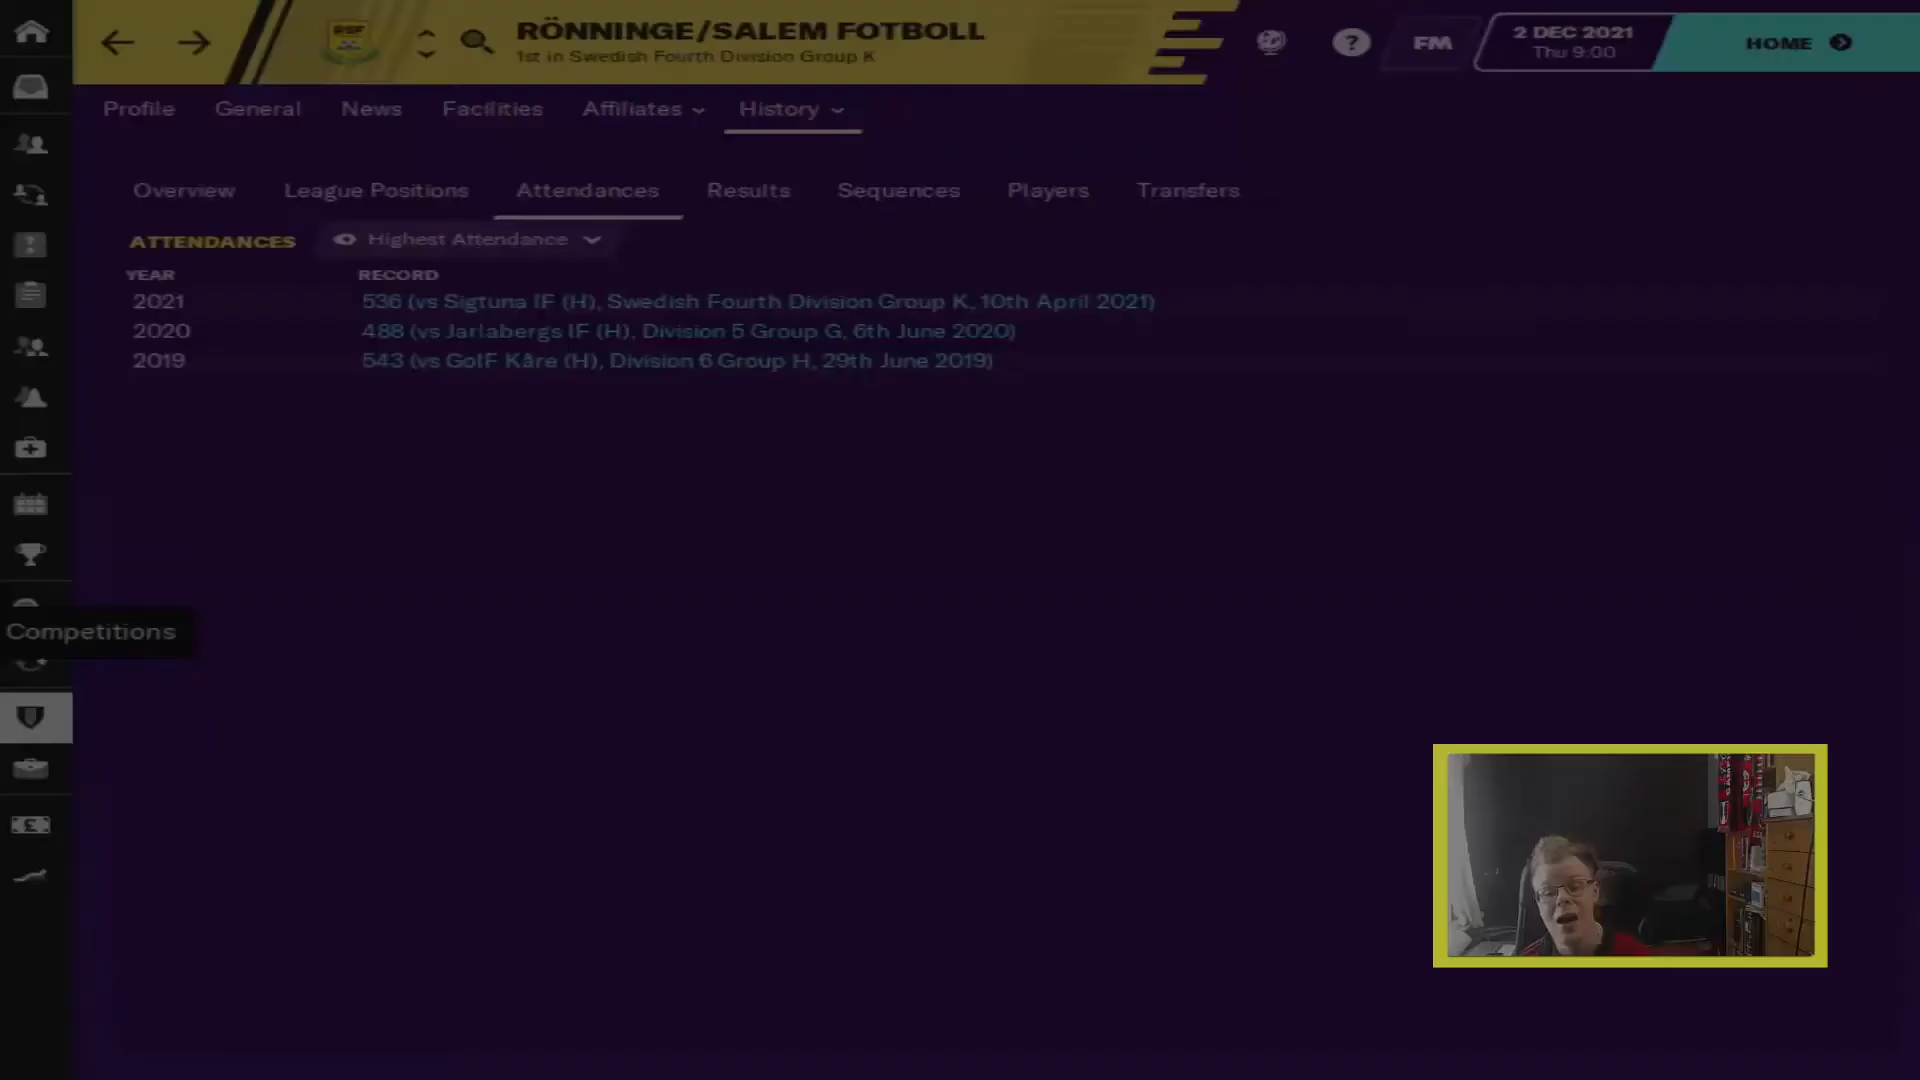 RÖNNINGE/SALEM FOTBOLL
1st in Swedish Fourth Division Group K
FM
2 DEC 2021
Thu 9:00
HOME
Profile
General
News
Facilities
Affiliates
History
Overview
League Positions
Attendances
Results
Sequences
Players
Transfers
ATTENDANCES
Highest Attendance
YEAR
RECORD
2021
536 (vs Sigtuna IF (H), Swedish Fourth Division Group K, 10th April 2021)
2020
488 (vs Jarlabergs IF (H), Division 5 Group G, 6th June 2020)
2019
543 (vs GoIF Kåre (H), Division 6 Group H, 29th June 2019)
Competitions